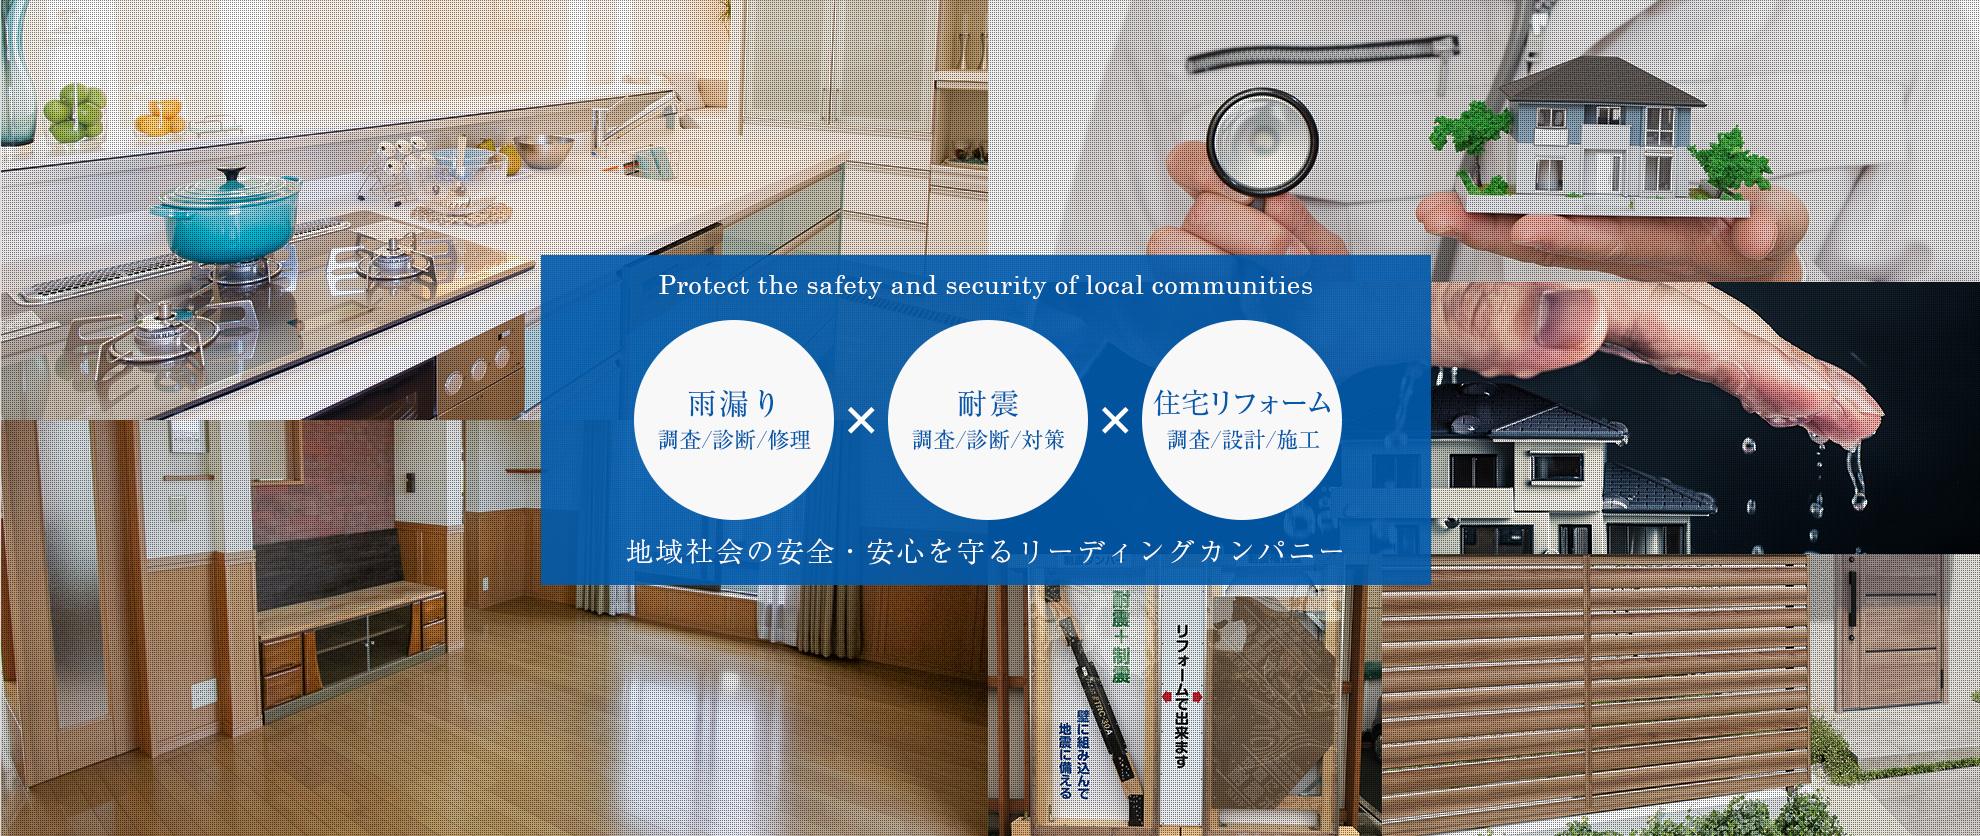 Protect the safety and security of local communities
雨漏り
調査/診断/修理
×
耐震
調査/診断/対策
×
住宅リフォーム
調査/設計/施工
地域社会の安全・安心を守るリーディングカンパニー
耐震＋制震
壁に組み込んで
地震に備える
リフォームで出来ます